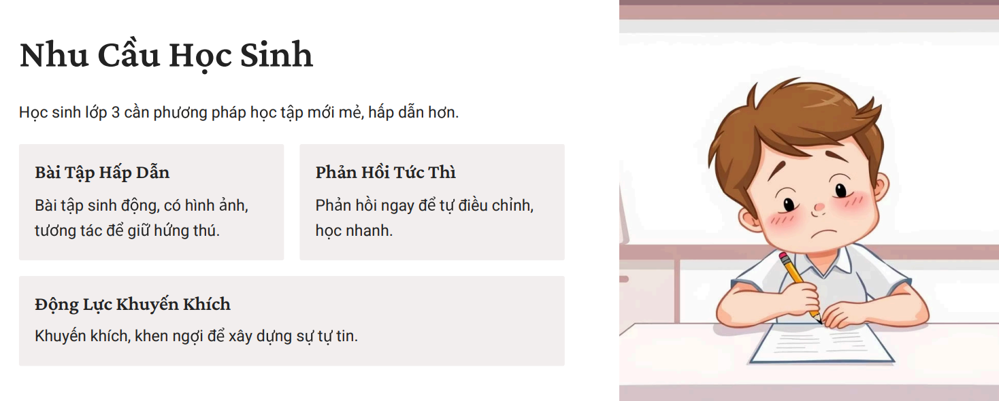 Nhu Cầu Học Sinh
Học sinh lớp 3 cần phương pháp học tập mới mẻ, hấp dẫn hơn.
Bài Tập Hấp Dẫn
Bài tập sinh động, có hình ảnh,
tương tác để giữ hứng thú.
Phản Hồi Tức Thì
Phản hồi ngay để tự điều chỉnh,
học nhanh.
Động Lực Khuyến Khích
Khuyến khích, khen ngợi để xây dựng sự tự tin.